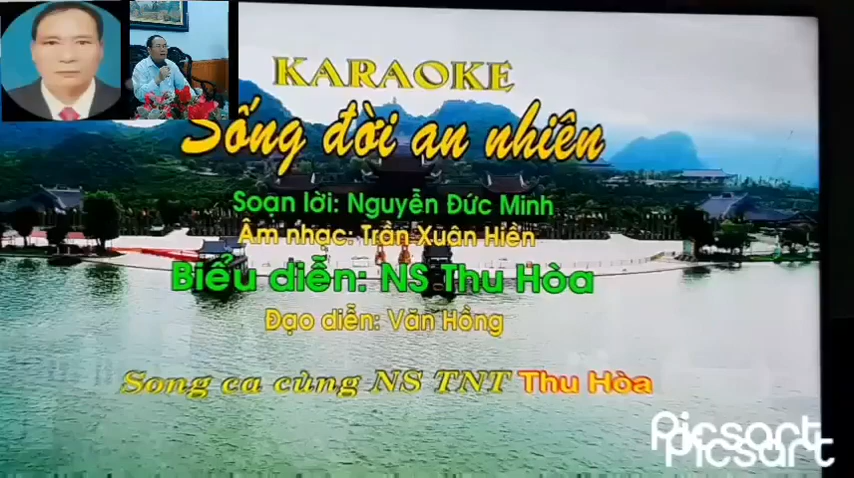 KARAOKE
Sống đời an nhiên
Soạn lời: Nguyễn Đức Minh
Âm nhạc: Trần Xuân Hiền
Biểu diễn: NS Thu Hòa
Đạo diễn: Văn Hồng
Song ca cùng NS TNT Thu Hòa
Picsart
Picsart